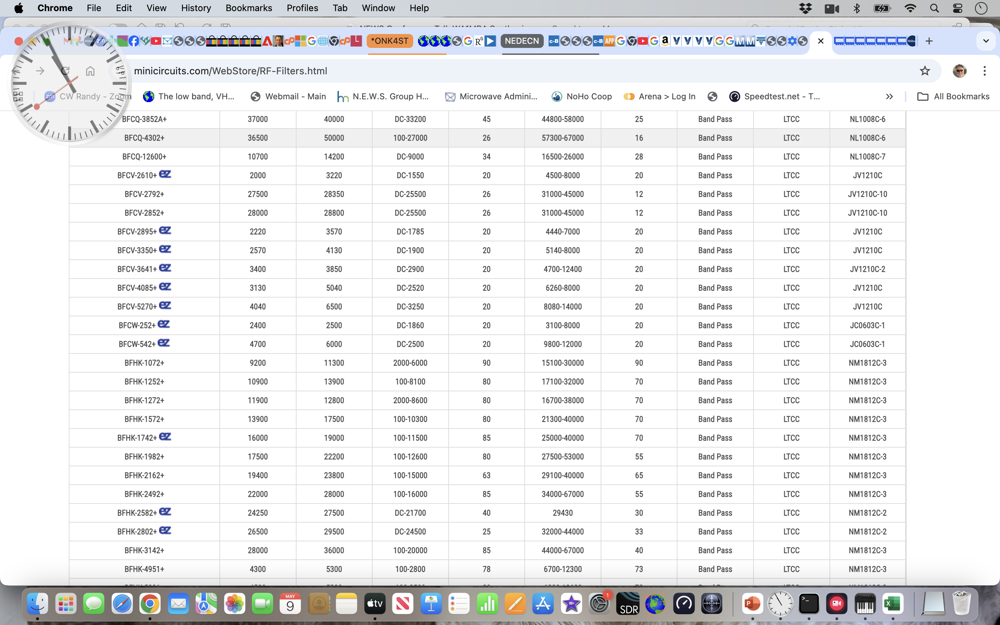 Chrome File Edit View History Bookmarks Profiles Tab Window Help
*ONK4ST NEDECN
minicircuits.com/WebStore/RF-Filters.html
CW Randy - Zoom The low band, VH... Webmail - Main N.E.W.S. Group H... Microwave Admini... NoHo Coop Arena > Log In Speedtest.net - T... » All Bookmarks
BFCQ-3852A+ 37000 40000 DC-33200 45 44800-58000 25 Band Pass LTCC NL1008C-6
BFCQ-4302+ 36500 50000 100-27000 26 57300-67000 16 Band Pass LTCC NL1008C-6
BFCQ-12600+ 10700 14200 DC-9000 34 16500-26000 28 Band Pass LTCC NL1008C-7
BFCV-2610+ ez 2000 3220 DC-1550 20 4500-8000 20 Band Pass LTCC JV1210C
BFCV-2792+ 27500 28350 DC-25500 26 31000-45000 12 Band Pass LTCC JV1210C-10
BFCV-2852+ 28000 28800 DC-25500 26 31000-45000 12 Band Pass LTCC JV1210C-10
BFCV-2895+ ez 2220 3570 DC-1785 20 4440-7000 20 Band Pass LTCC JV1210C
BFCV-3350+ ez 2570 4130 DC-1900 20 5140-8000 20 Band Pass LTCC JV1210C
BFCV-3641+ ez 3400 3850 DC-2900 20 4700-12400 20 Band Pass LTCC JV1210C-2
BFCV-4085+ ez 3130 5040 DC-2520 20 6260-8000 20 Band Pass LTCC JV1210C
BFCV-5270+ ez 4040 6500 DC-3250 20 8080-14000 20 Band Pass LTCC JV1210C
BFCW-252+ ez 2400 2500 DC-1860 20 3100-8000 20 Band Pass LTCC JC0603C-1
BFCW-542+ ez 4700 6000 DC-2500 20 9800-12000 20 Band Pass LTCC JC0603C-1
BFHK-1072+ 9200 11300 2000-6000 90 15100-30000 90 Band Pass LTCC NM1812C-3
BFHK-1252+ 10900 13900 100-8100 80 17100-32000 70 Band Pass LTCC NM1812C-3
BFHK-1272+ 11900 12800 2000-8600 80 16700-38000 70 Band Pass LTCC NM1812C-3
BFHK-1572+ 13900 17500 100-10300 80 21300-40000 70 Band Pass LTCC NM1812C-3
BFHK-1742+ ez 16000 19000 100-11500 85 25000-40000 70 Band Pass LTCC NM1812C-3
BFHK-1982+ 17500 22200 100-12600 80 27500-53000 55 Band Pass LTCC NM1812C-3
BFHK-2162+ 19400 23800 100-15000 63 29100-40000 65 Band Pass LTCC NM1812C-3
BFHK-2492+ 22000 28000 100-16000 85 34000-67000 55 Band Pass LTCC NM1812C-3
BFHK-2582+ ez 24250 27500 DC-21700 40 29430 30 Band Pass LTCC NM1812C-2
BFHK-2802+ ez 26500 29500 DC-24500 25 32000-44000 33 Band Pass LTCC NM1812C-2
BFHK-3142+ 28000 36000 100-20000 85 44000-67000 40 Band Pass LTCC NM1812C-3
BFHK-4951+ 4300 5300 100-2800 78 6700-12300 73 Band Pass LTCC NM1812C-3
MAY
9
tv
1
SDR